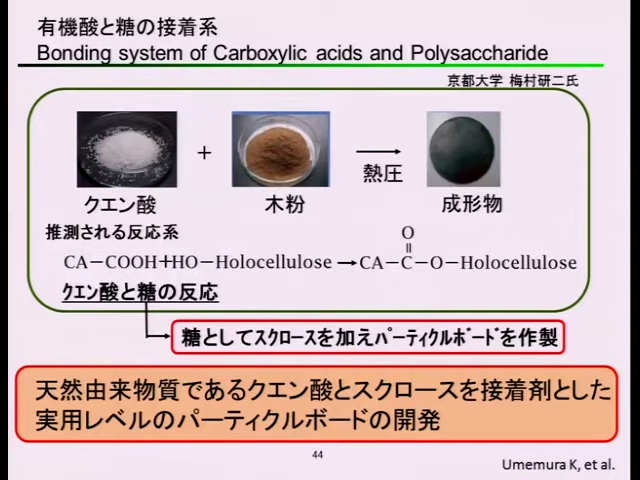 有機酸と糖の接着系
Bonding system of Carboxylic acids and Polysaccharide
京都大学 梅村研二氏
+
熱圧
クエン酸
木粉
成形物
推測される反応系
O
||
CA－COOH+HO－Holocellulose→CA－C－O－Holocellulose
クエン酸と糖の反応
糖としてスクロースを加えパーティクルボードを作製
天然由来物質であるクエン酸とスクロースを接着剤とした
実用レベルのパーティクルボードの開発
44
Umemura K, et al.